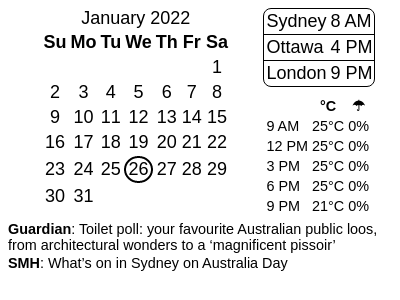 January 2022
Su Mo Tu We Th Fr Sa
1
2 3 4 5 6 7 8
9 10 11 12 13 14 15
16 17 18 19 20 21 22
23 24 25 26 27 28 29
30 31
Sydney 8 AM
Ottawa 4 PM
London 9 PM
°C ☂
9 AM 25°C 0%
12 PM 25°C 0%
3 PM 25°C 0%
6 PM 25°C 0%
9 PM 21°C 0%
Guardian: Toilet poll: your favourite Australian public loos,
from architectural wonders to a ‘magnificent pissoir’
SMH: What’s on in Sydney on Australia Day